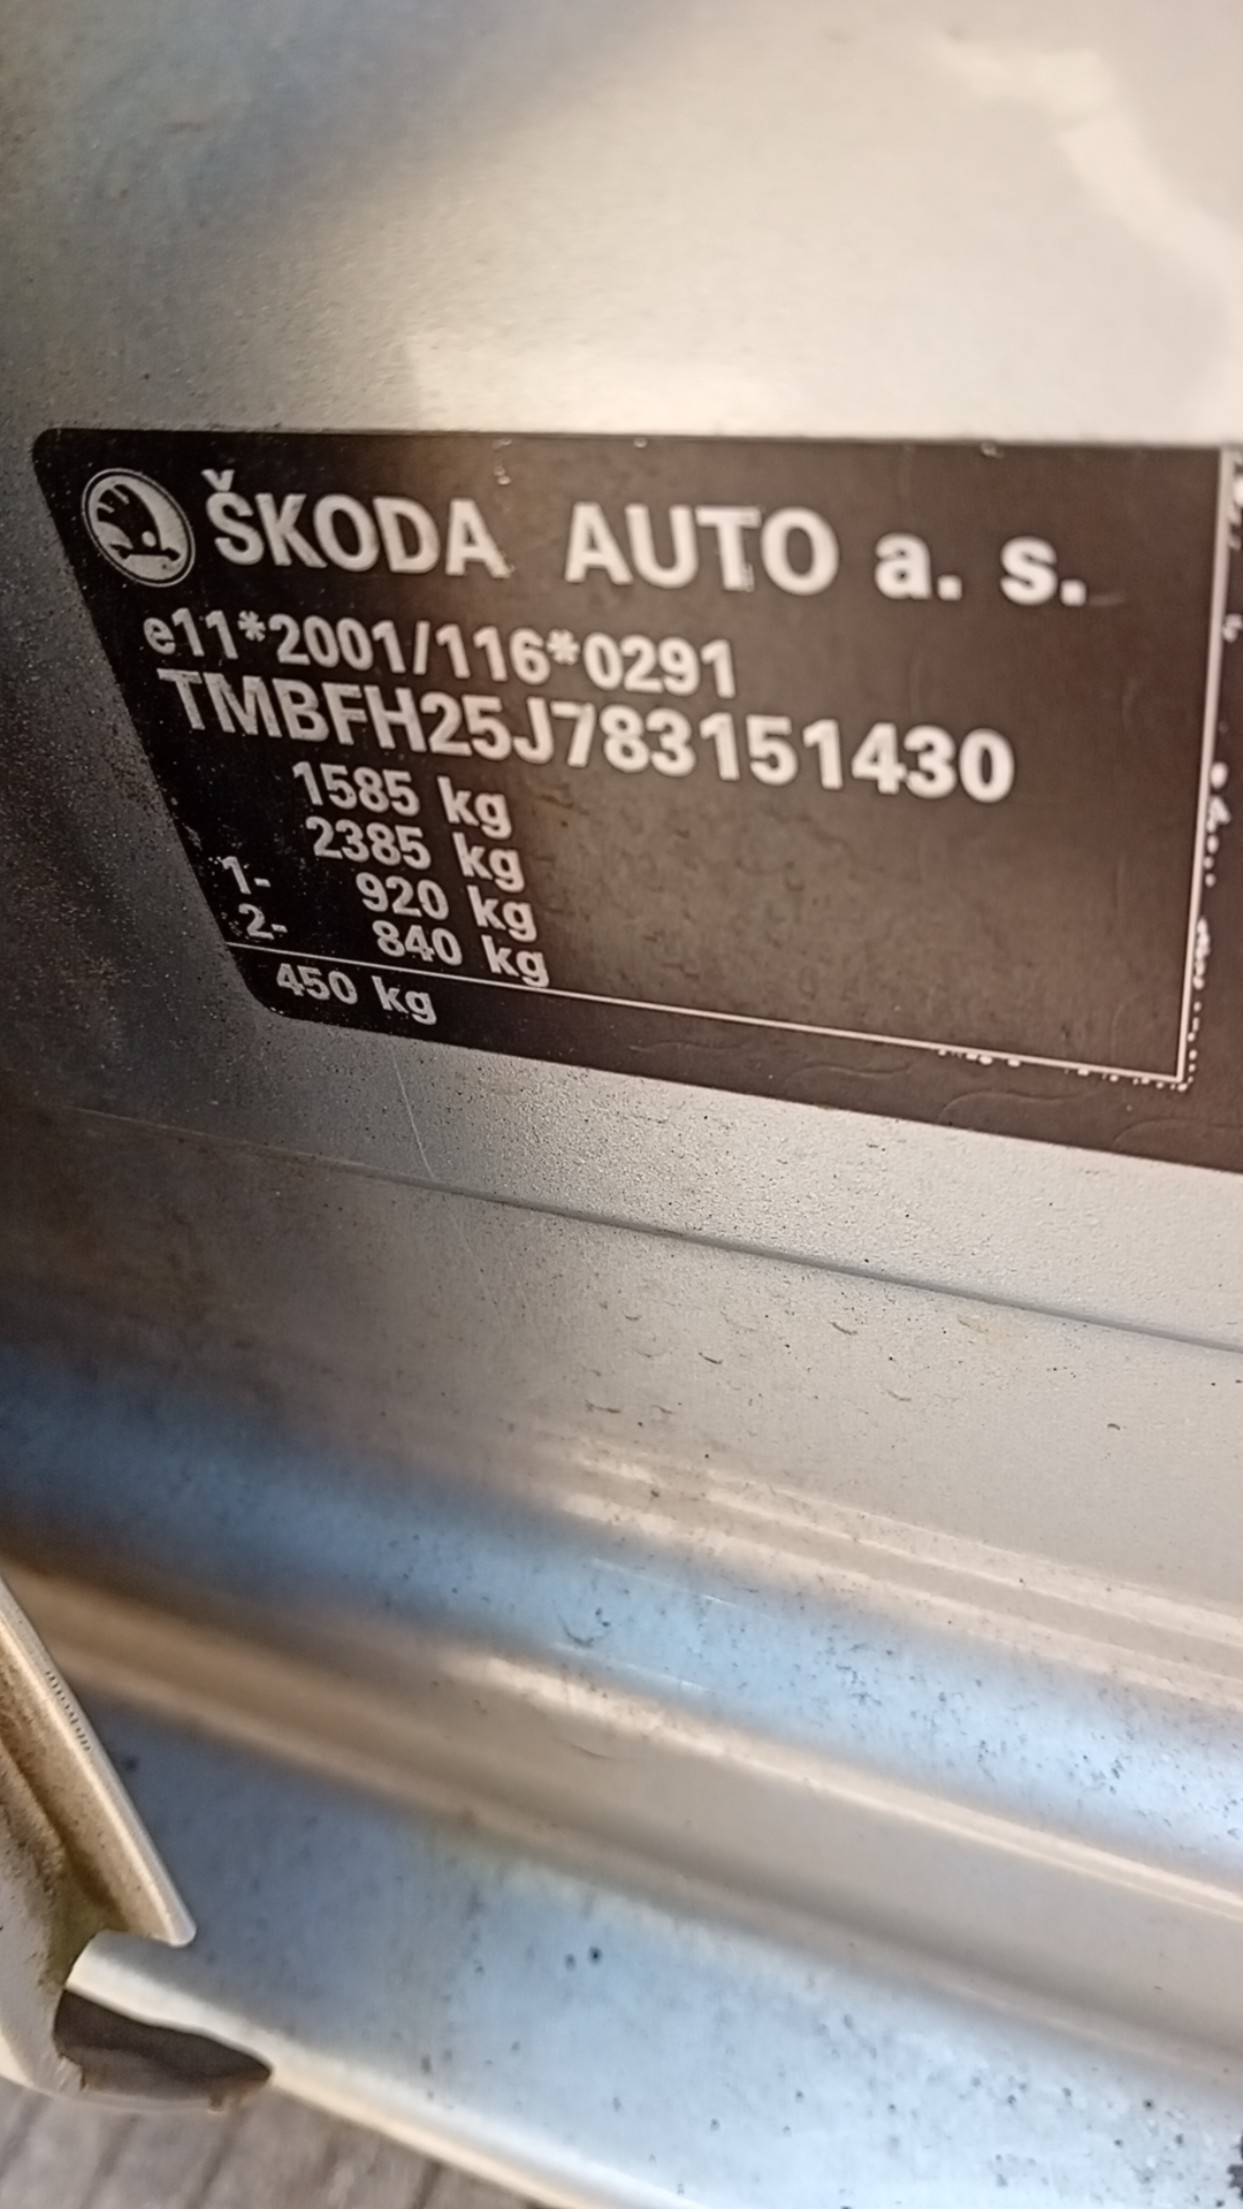 ŠKODA AUTO a. s.
e11*2001/116*0291
TMBFH25J783151430
1585 kg
2385 kg
1- 920 kg
2- 840 kg
450 kg